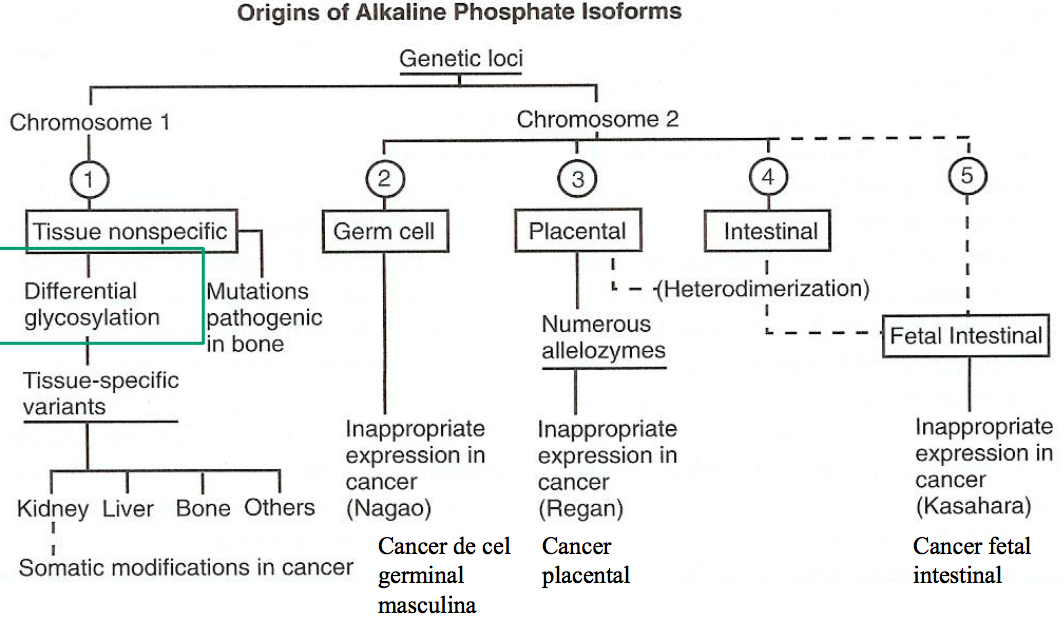 Origins of Alkaline Phosphate Isoforms
Genetic loci
Chromosome 1
Chromosome 2
1
2
3
4
5
Tissue nonspecific
Germ cell
Placental
Intestinal
Differential
glycosylation
Mutations
pathogenic
in bone
(Heterodimerization)
Numerous
allelozymes
Fetal Intestinal
Tissue-specific
variants
Kidney Liver Bone Others
Somatic modifications in cancer
Inappropriate
expression in
cancer
(Nagao)
Inappropriate
expression in
cancer
(Regan)
Inappropriate
expression in
cancer
(Kasahara)
Cancer de cel
germinal
masculina
Cancer
placental
Cancer fetal
intestinal